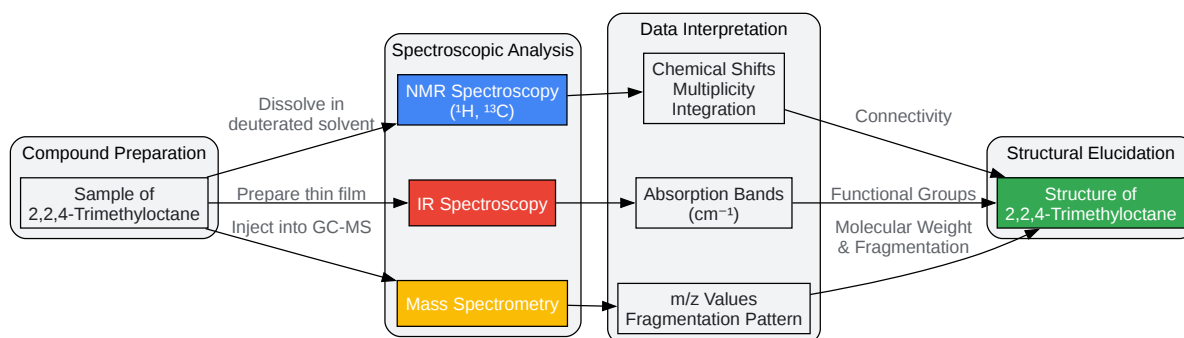 Compound Preparation
Sample of
2,2,4-Trimethyloctane
Dissolve in
deuterated solvent
Prepare thin film
Inject into GC-MS
Spectroscopic Analysis
NMR Spectroscopy
(¹H, ¹³C)
IR Spectroscopy
Mass Spectrometry
Data Interpretation
Chemical Shifts
Multiplicity
Integration
Absorption Bands
(cm⁻¹)
m/z Values
Fragmentation Pattern
Connectivity
Functional Groups
Molecular Weight
& Fragmentation
Structural Elucidation
Structure of
2,2,4-Trimethyloctane